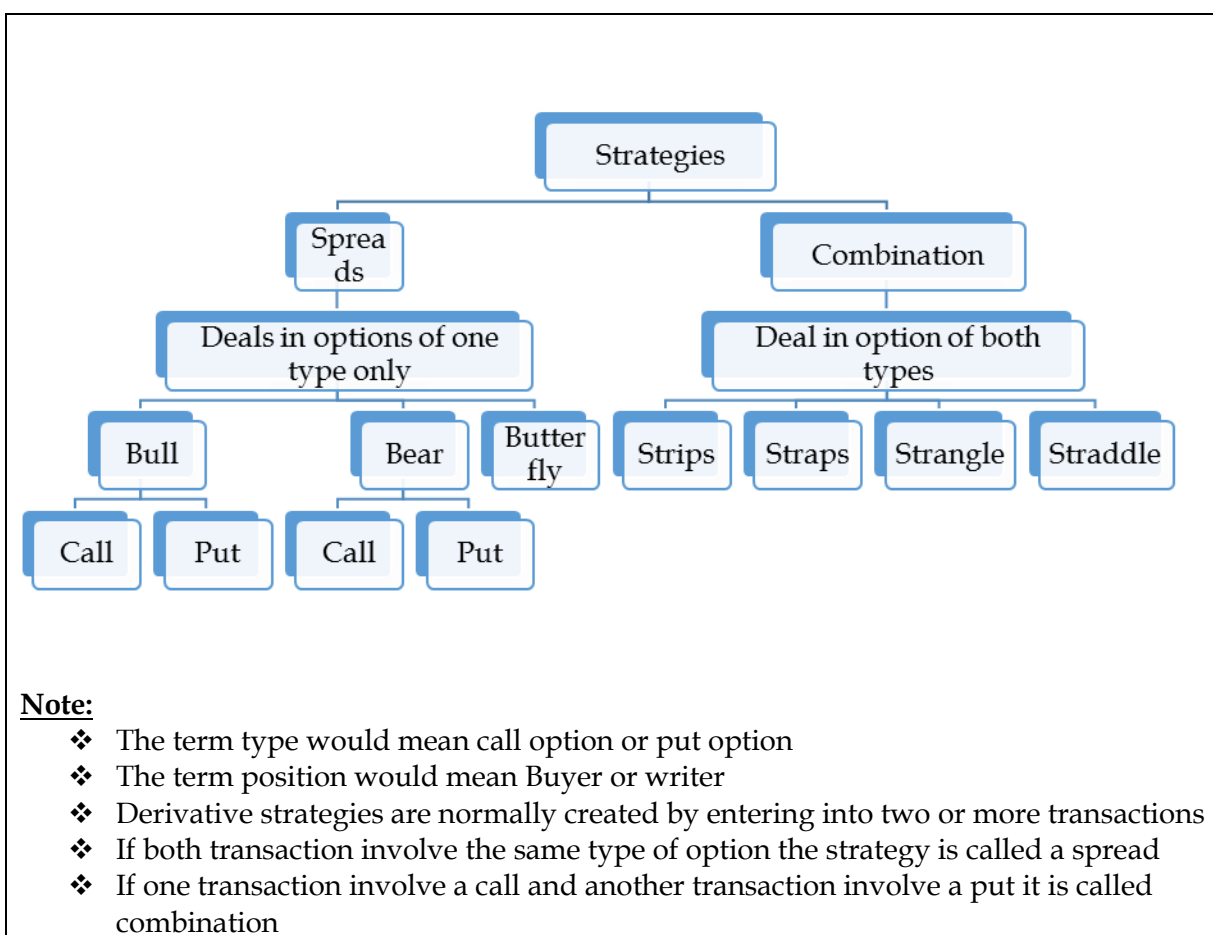 Strategies
Sprea
ds
Combination
Deals in options of one
type only
Deal in option of both
types
Bull
Bear
Butter
fly
Strips
Straps
Strangle
Straddle
Call
Put
Call
Put
Note:
❖ The term type would mean call option or put option
❖ The term position would mean Buyer or writer
❖ Derivative strategies are normally created by entering into two or more transactions
❖ If both transaction involve the same type of option the strategy is called a spread
❖ If one transaction involve a call and another transaction involve a put it is called
combination